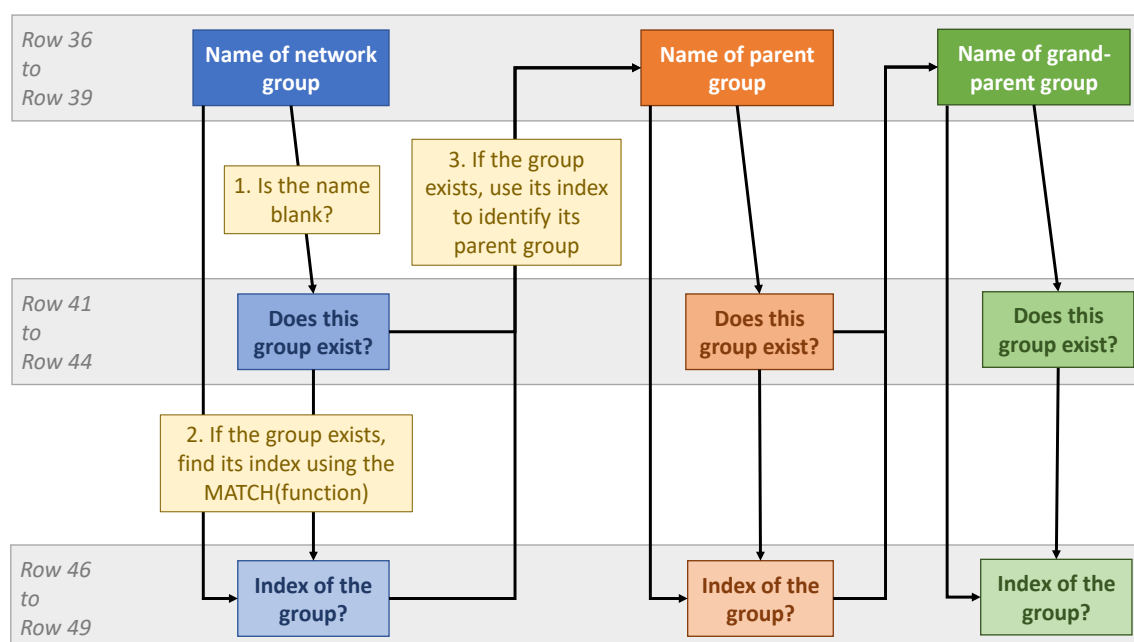 Row 36
to
Row 39
Name of network
group
Name of parent
group
Name of grand-
parent group
1. Is the name
blank?
3. If the group
exists, use its index
to identify its
parent group
Row 41
to
Row 44
Does this
group exist?
Does this
group exist?
Does this
group exist?
2. If the group exists,
find its index using the
MATCH(function)
Row 46
to
Row 49
Index of the
group?
Index of the
group?
Index of the
group?